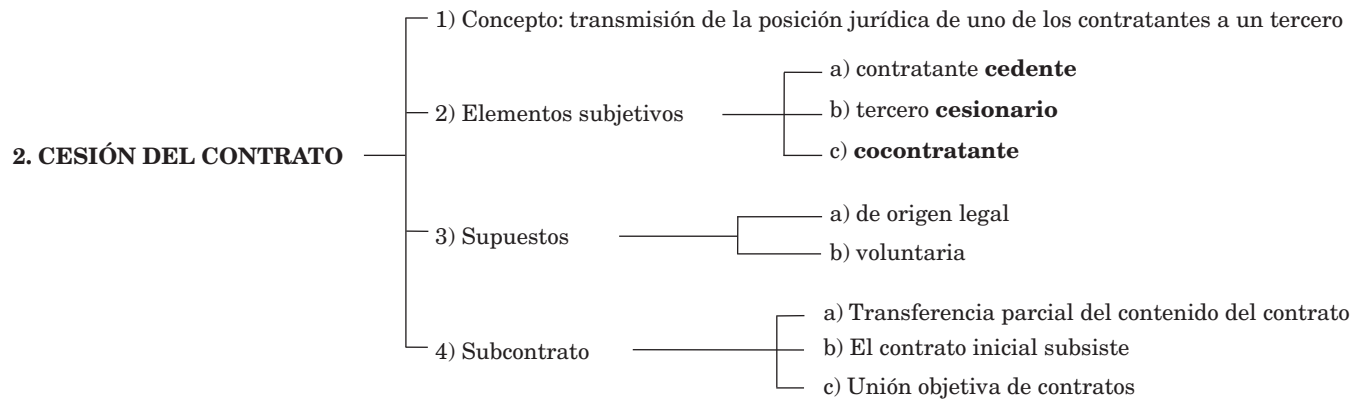 2. CESIÓN DEL CONTRATO
1) Concepto: transmisión de la posición jurídica de uno de los contratantes a un tercero
2) Elementos subjetivos
a) contratante cedente
b) tercero cesionario
c) cocontratante
3) Supuestos
a) de origen legal
b) voluntaria
4) Subcontrato
a) Transferencia parcial del contenido del contrato
b) El contrato inicial subsiste
c) Unión objetiva de contratos